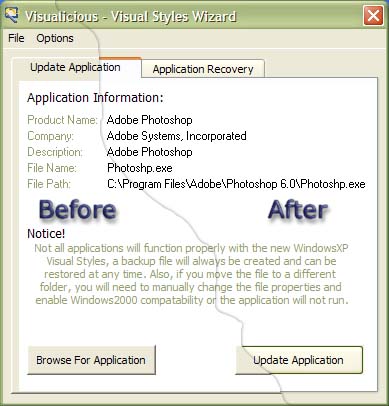 Visualicious - Visual Styles Wizard
File Options
Update Application Application Recovery
Application Information:
Product Name: Adobe Photoshop
Company: Adobe Systems, Incorporated
Description: Adobe Photoshop
File Name: Photoshp.exe
File Path: C:\Program Files\Adobe\Photoshop 6.0\Photoshp.exe
Before After
Notice!
Not all applications will function properly with the new WindowsXP
Visual Styles, a backup file will always be created and can be
restored at any time. Also, if you move the file to a different
folder, you will need to manually change the file properties and
enable Windows2000 compatability or the application will not run.
Browse For Application Update Application